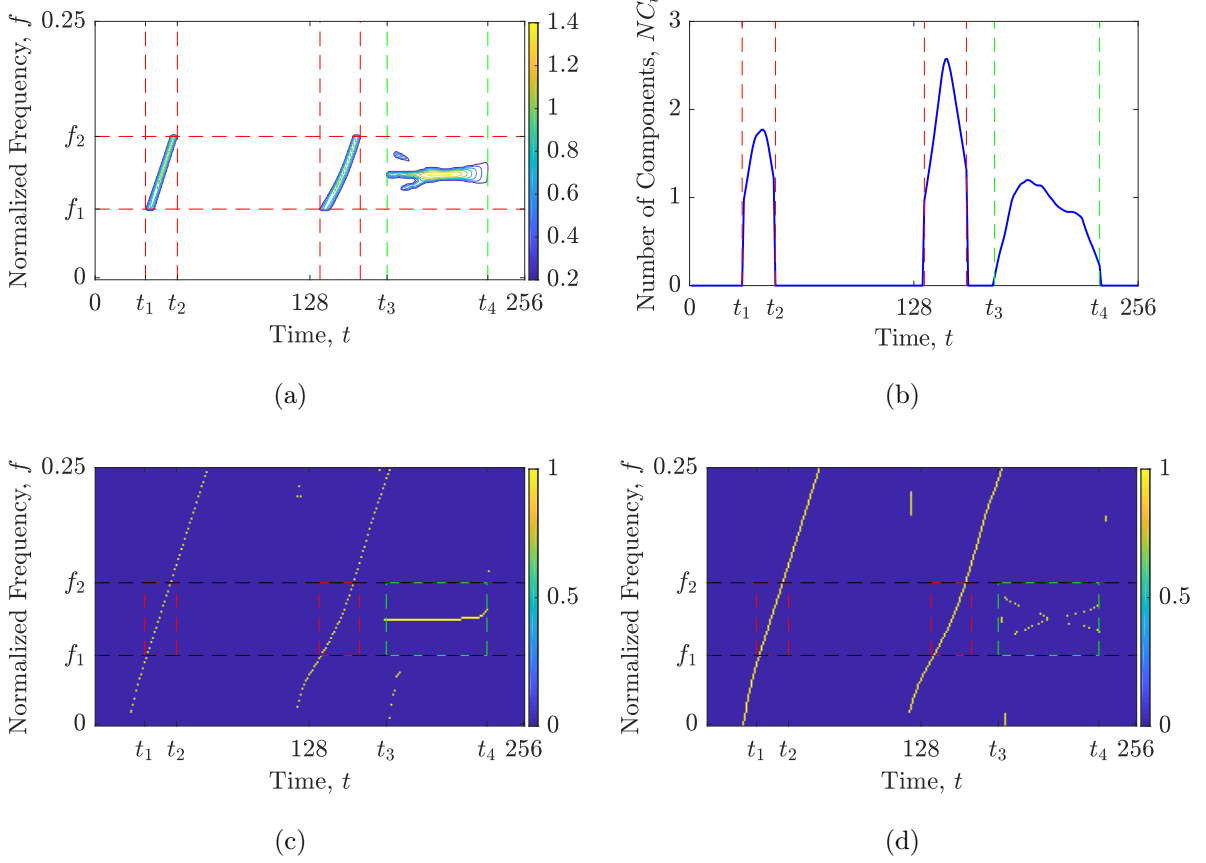 Normalized Frequency, f
0.25
f2
f1
0
0
t1
t2
128
t3
t4
256
Time, t
1.4
1.2
1
0.8
0.6
0.4
0.2
(a)
Number of Components, NC
3
2
1
0
0
t1
t2
128
t3
t4
256
Time, t
(b)
Normalized Frequency, f
0.25
f2
f1
0
t1
t2
128
t3
t4
256
Time, t
1
0.5
0
(c)
Normalized Frequency, f
0.25
f2
f1
0
t1
t2
128
t3
t4
256
Time, t
1
0.5
0
(d)